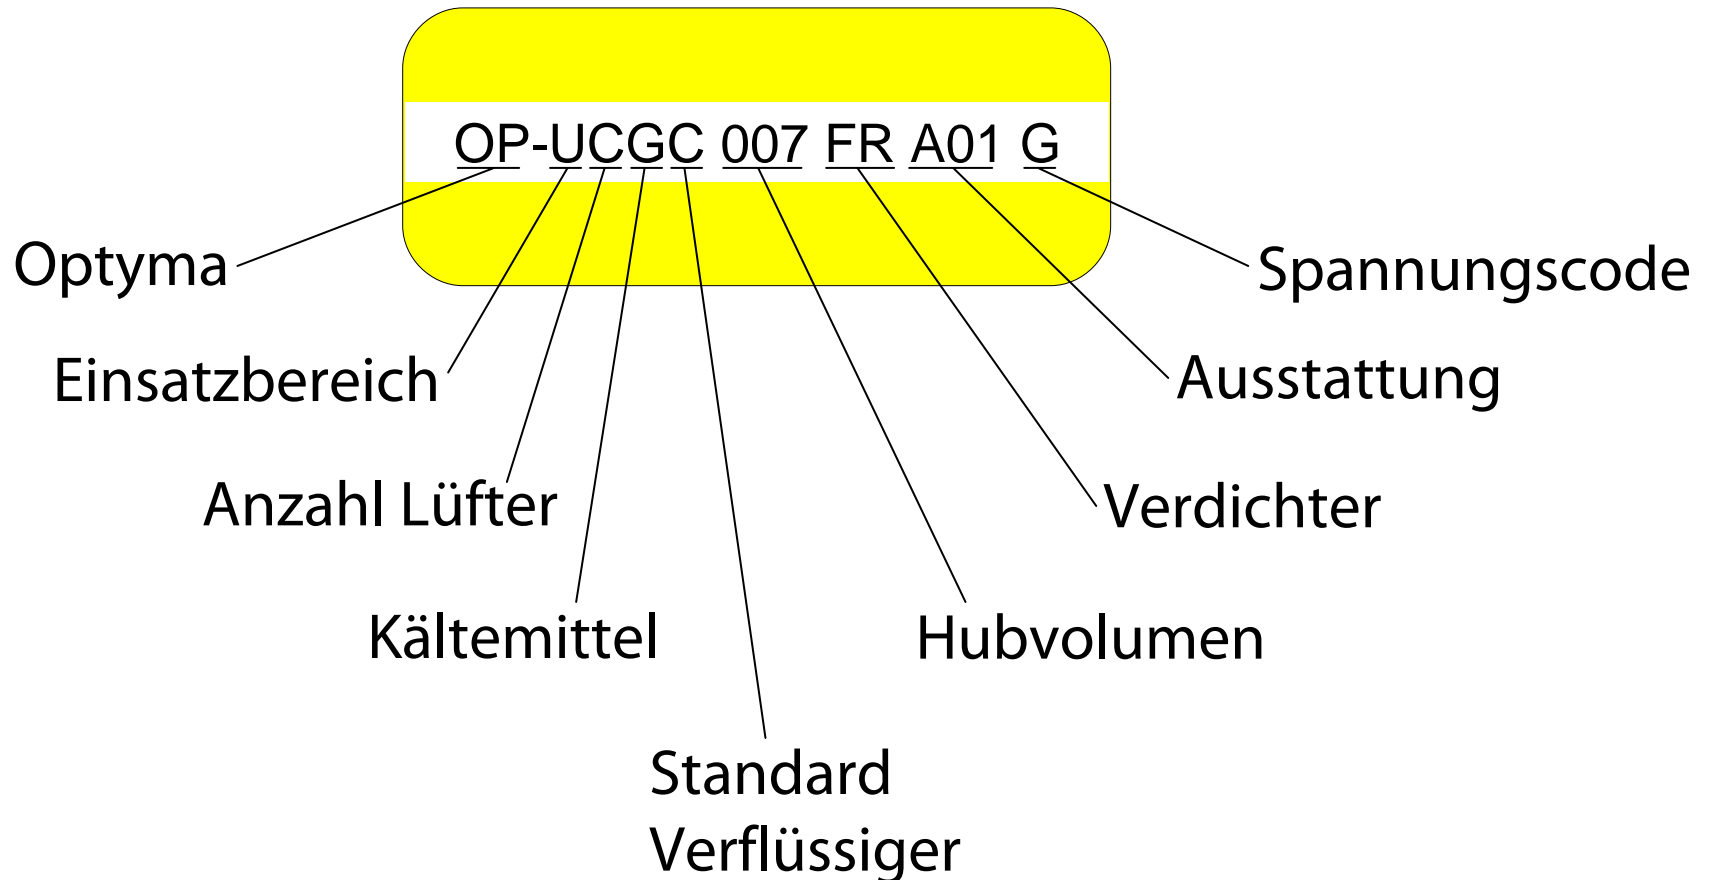 OP-UCGC 007 FR A01 G
Optyma
Spannungscode
Einsatzbereich
Ausstattung
Anzahl Lüfter
Verdichter
Kältemittel
Hubvolumen
Standard
Verflüssiger